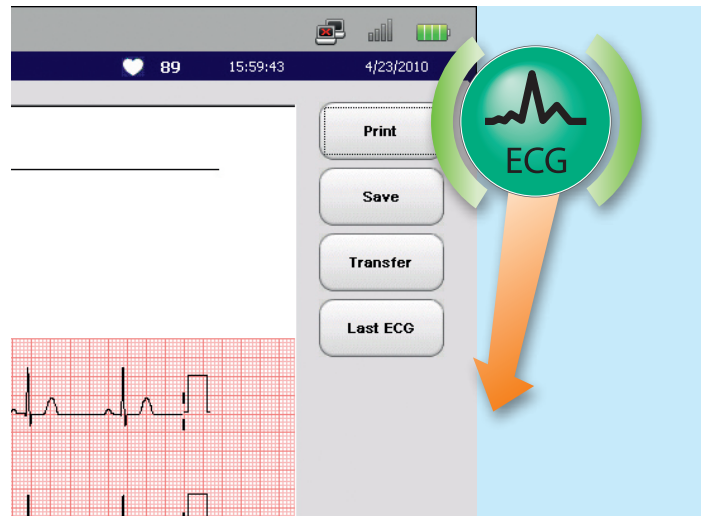 89 15:59:43 4/23/2010
Print
ECG
Save
Transfer
Last ECG